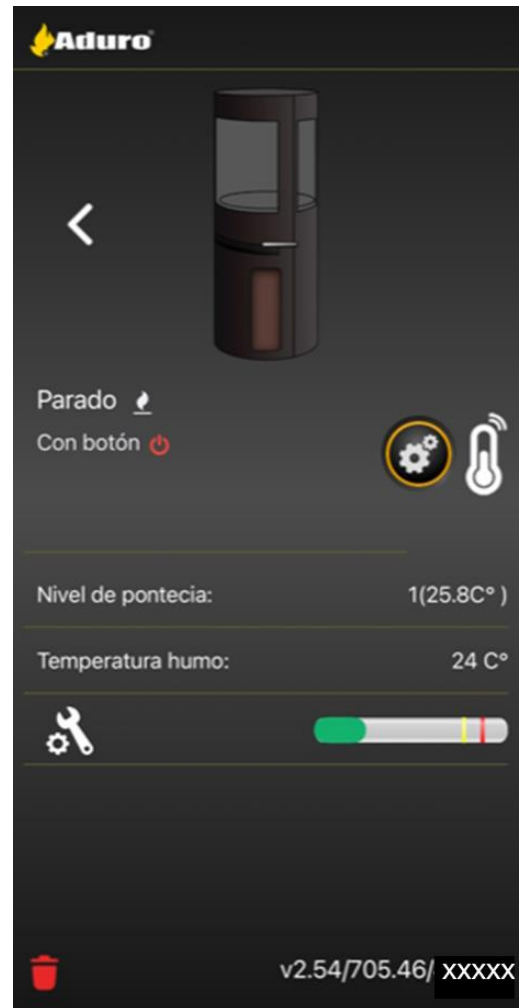 Aduro
Parado
Con botón
Nivel de pontecia: 1(25.8C° )
Temperatura humo: 24 C°
v2.54/705.46/ XXXXX